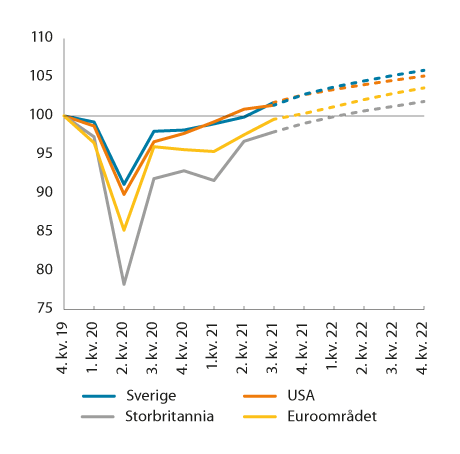 110
105
100
95
90
85
80
75
4. kv. 19
1. kv. 20
2. kv. 20
3. kv. 20
4. kv. 20
1. kv. 21
2. kv. 21
3. kv. 21
4. kv. 21
1.kv. 22
2. kv. 22
3. kv. 22
4. kv. 22
Sverige
USA
Storbritannia
Euroområdet